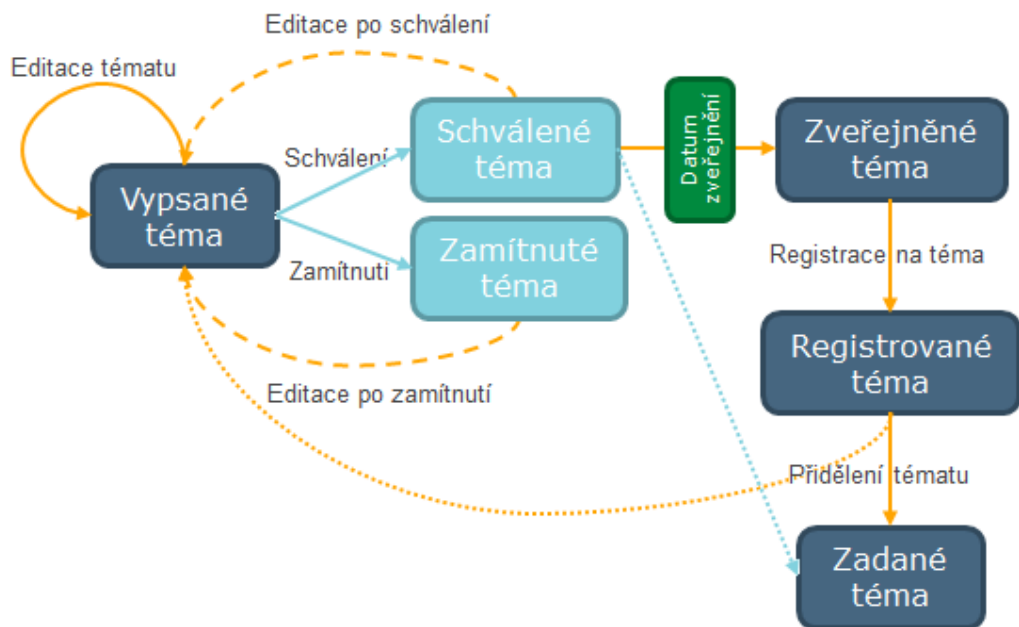 Editace po schválení
Editace tématu
Schválené
téma
Datum
zveřejnění
Zveřejněné
téma
Schválení
Vypsané
téma
Zamítnuté
téma
Zamítnutí
Registrace na téma
Registrované
téma
Editace po zamítnutí
Přidělení tématu
Zadané
téma